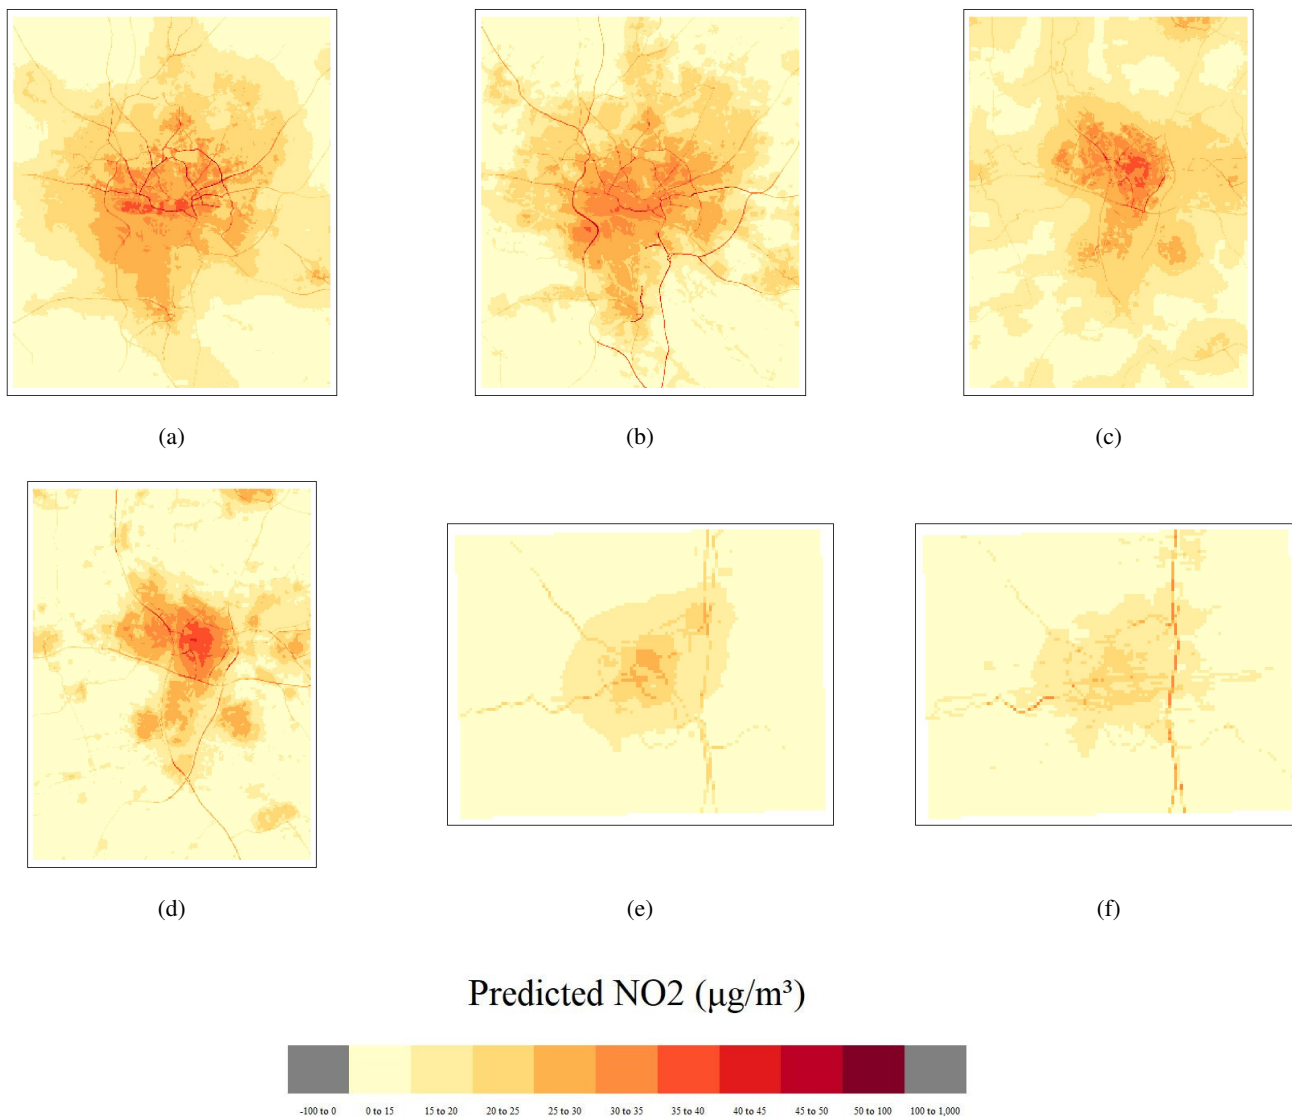 (a) (b) (c)
(d) (e) (f)
Predicted NO2 (μg/m³)
-100 to 0 0 to 15 15 to 20 20 to 25 25 to 30 30 to 35 35 to 40 40 to 45 45 to 50 50 to 100 100 to 1,000